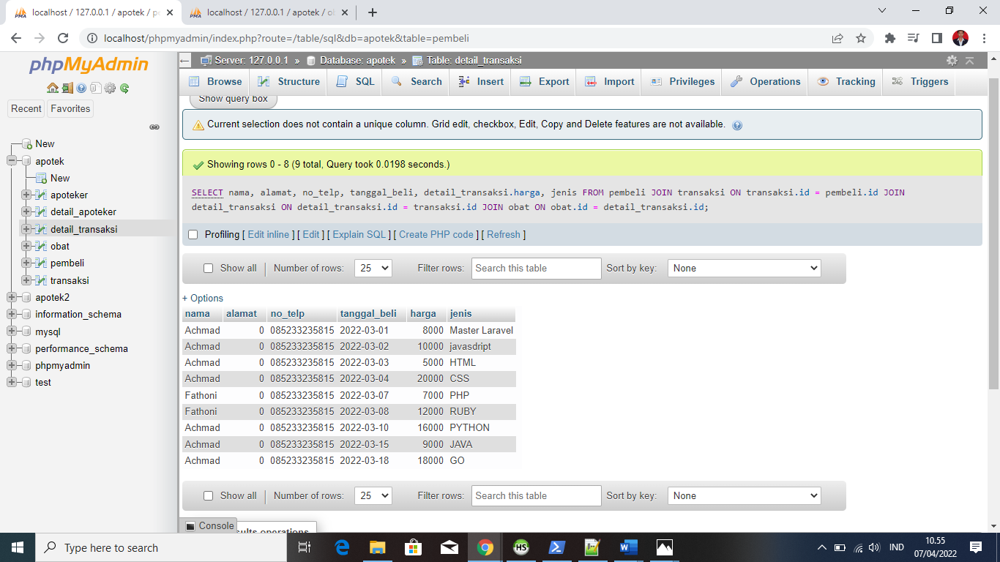 localhost / 127.0.0.1 / apotek / pe
localhost / 127.0.0.1 / apotek / ob
localhost/phpmyadmin/index.php?route=/table/sql&db=apotek&table=pembeli
phpMyAdmin
Recent Favorites
New
apotek
New
apoteker
detail_apoteker
detail_transaksi
obat
pembeli
transaksi
apotek2
information_schema
mysql
performance_schema
phpmyadmin
test
Server: 127.0.0.1 » Database: apotek » Table: detail_transaksi
Browse Structure SQL Search Insert Export Import Privileges Operations Tracking Triggers
Show query box
Current selection does not contain a unique column. Grid edit, checkbox, Edit, Copy and Delete features are not available.
Showing rows 0 - 8 (9 total, Query took 0.0198 seconds.)
SELECT nama, alamat, no_telp, tanggal_beli, detail_transaksi.harga, jenis FROM pembeli JOIN transaksi ON transaksi.id = pembeli.id JOIN
detail_transaksi ON detail_transaksi.id = transaksi.id JOIN obat ON obat.id = detail_transaksi.id;
Profiling [ Edit inline ] [ Edit ] [ Explain SQL ] [ Create PHP code ] [ Refresh ]
Show all | Number of rows: 25 Filter rows: Search this table Sort by key: None
+ Options
nama alamat no_telp tanggal_beli harga jenis
Achmad 0 085233235815 2022-03-01 8000 Master Laravel
Achmad 0 085233235815 2022-03-02 10000 javasdript
Achmad 0 085233235815 2022-03-03 5000 HTML
Achmad 0 085233235815 2022-03-04 20000 CSS
Fathoni 0 085233235815 2022-03-07 7000 PHP
Fathoni 0 085233235815 2022-03-08 12000 RUBY
Achmad 0 085233235815 2022-03-10 16000 PYTHON
Achmad 0 085233235815 2022-03-15 9000 JAVA
Achmad 0 085233235815 2022-03-18 18000 GO
Show all | Number of rows: 25 Filter rows: Search this table Sort by key: None
Console
sults operations
Type here to search
IND
10.55
07/04/2022